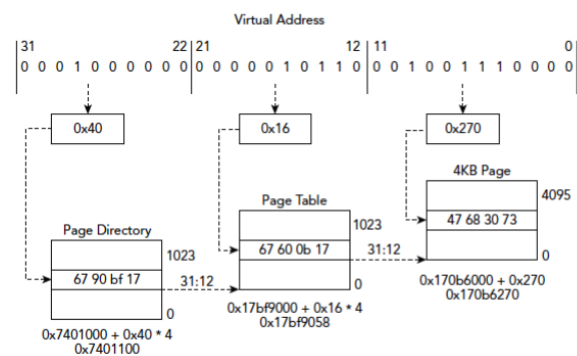 Virtual Address
31 22 21 12 11 0
0 0 0 1 0 0 0 0 0 0 0 0 0 0 0 1 0 1 1 0 0 0 1 0 0 1 1 1 0 0 0 0
0x40 0x16 0x270
4KB Page
4095
47 68 30 73
0
Page Table
1023
67 60 0b 17
31:12
0
Page Directory
1023
67 90 bf 17
31:12
0
0x170b6000 + 0x270
0x170b6270
0x17bf9000 + 0x16 * 4
0x17bf9058
0x7401000 + 0x40 * 4
0x7401100